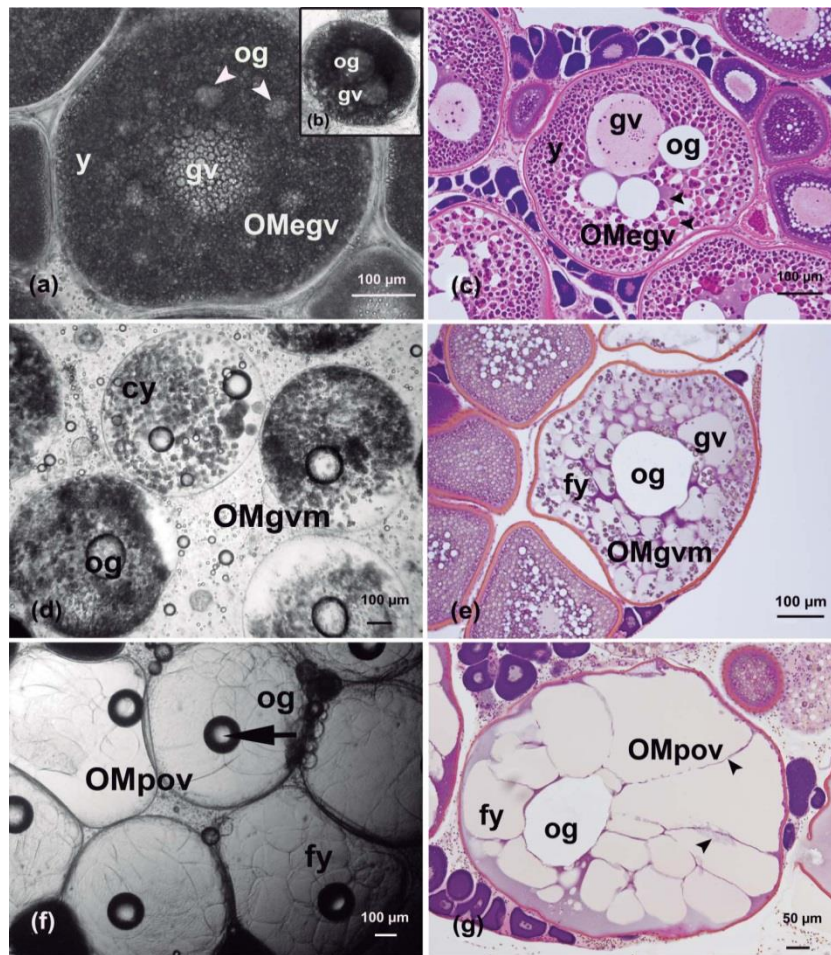 og
y
gv
OMegv
(a)
100 µm
og
gv
(b)
gv
y
og
OMegv
(c)
100 µm
cy
OMgvm
og
(d)
100 µm
gv
og
fy
OMgvm
(e)
100 µm
og
OMpov
fy
(f)
100 µm
OMpov
fy
og
(g)
50 µm